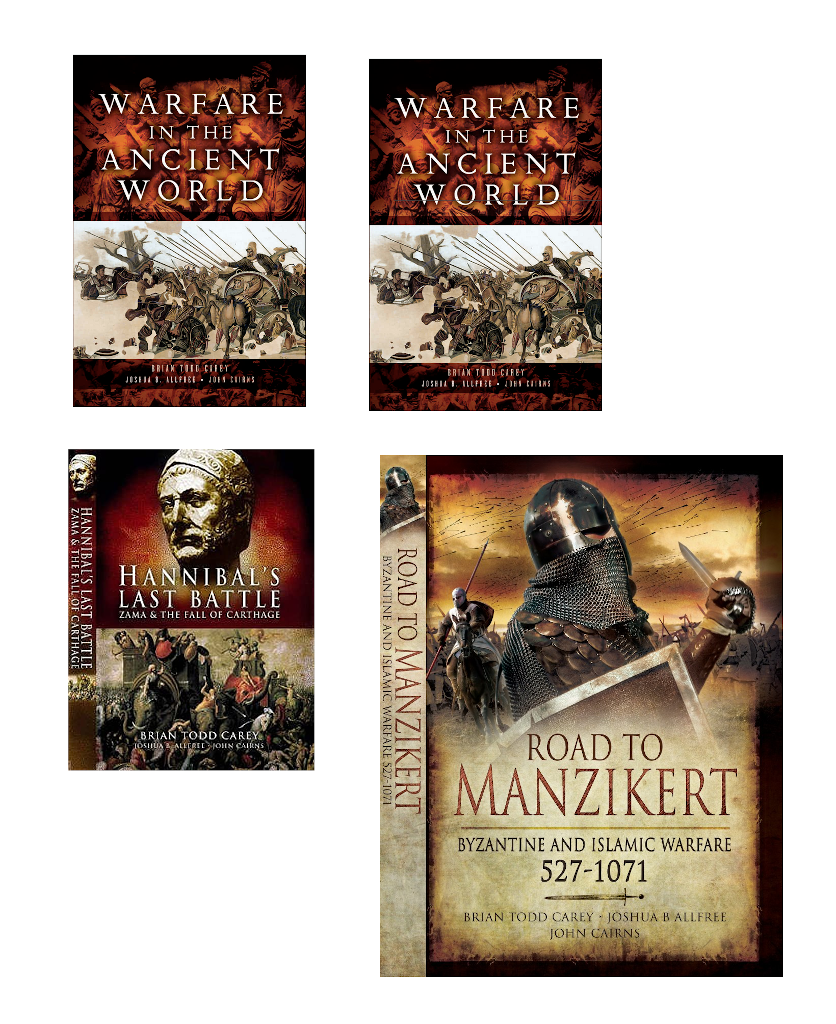 WARFARE
IN THE
ANCIENT
WORLD
BRIAN TODD CAREY
JOSHUA B. ALLFREE • JOHN CAIRNS
WARFARE
IN THE
ANCIENT
WORLD
BRIAN TODD CAREY
JOSHUA B. ALLFREE • JOHN CAIRNS
HANNIBAL'S LAST BATTLE
ZAMA & THE FALL OF CARTHAGE
HANNIBAL'S
LAST BATTLE
ZAMA & THE FALL OF CARTHAGE
BRIAN TODD CAREY
JOSHUA B. ALLFREE · JOHN CAIRNS
ROAD TO MANZIKERT
BYZANTINE AND ISLAMIC WARFARE 527-1071
ROAD TO
MANZIKERT
BYZANTINE AND ISLAMIC WARFARE
527-1071
BRIAN TODD CAREY · JOSHUA B ALLFREE
JOHN CAIRNS